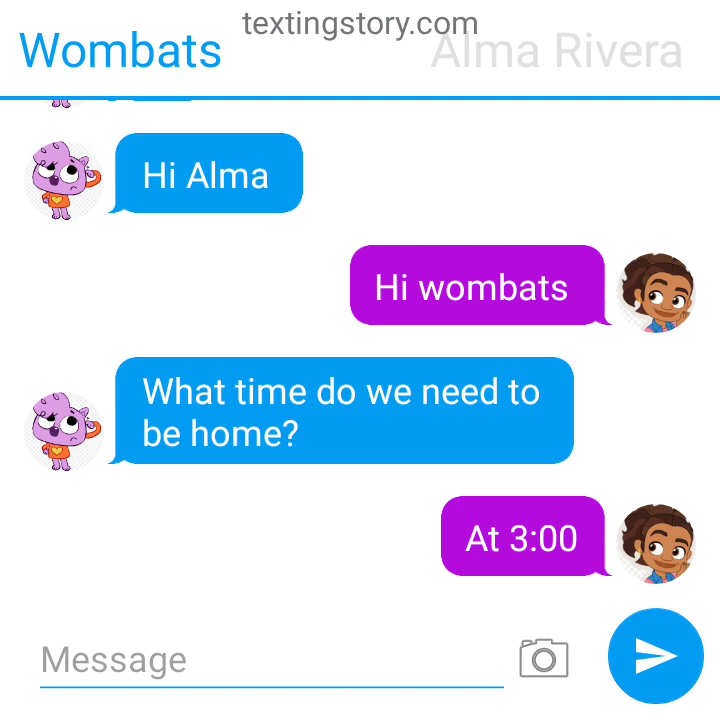 textingstory.com
Wombats
Alma Rivera
Hi Alma
Hi wombats
What time do we need to
be home?
At 3:00
Message